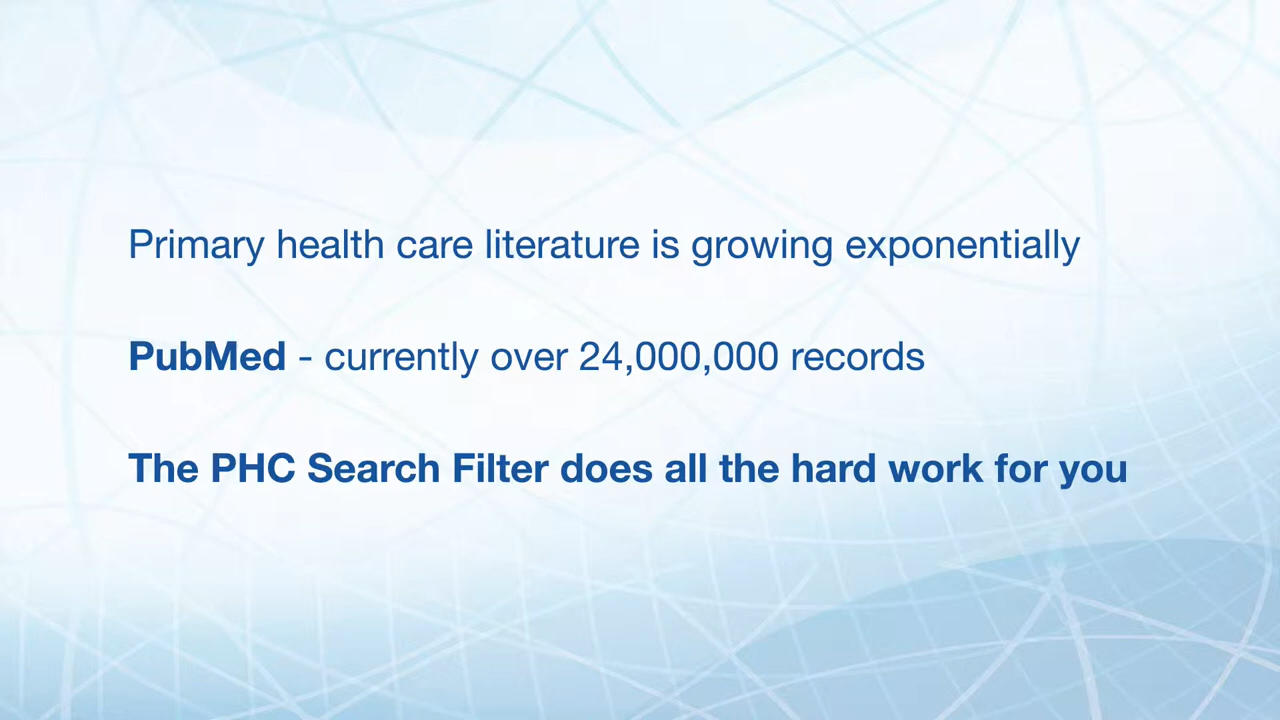 Primary health care literature is growing exponentially
PubMed - currently over 24,000,000 records
The PHC Search Filter does all the hard work for you